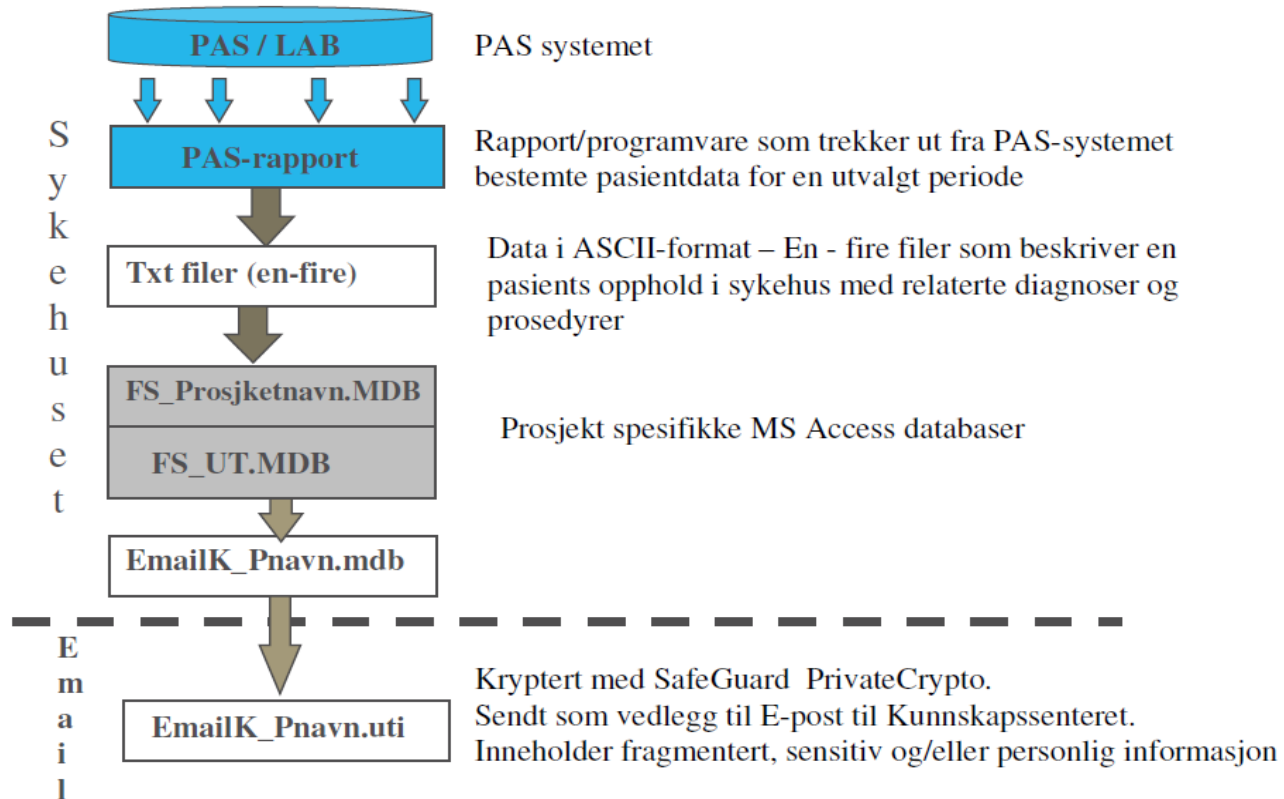 PAS / LAB
PAS systemet
PAS-rapport
Rapport/programvare som trekker ut fra PAS-systemet
bestemte pasientdata for en utvalgt periode
Txt filer (en-fire)
Data i ASCII-format – En - fire filer som beskriver en
pasients opphold i sykehus med relaterte diagnoser og
prosedyrer
FS_Prosjketnavn.MDB
FS_UT.MDB
Prosjekt spesifikke MS Access databaser
EmailK_Pnavn.mdb
Sykehuset
EmailK_Pnavn.uti
Kryptert med SafeGuard PrivateCrypto.
Sendt som vedlegg til E-post til Kunnskapssenteret.
Inneholder fragmentert, sensitiv og/eller personlig informasjon
Email